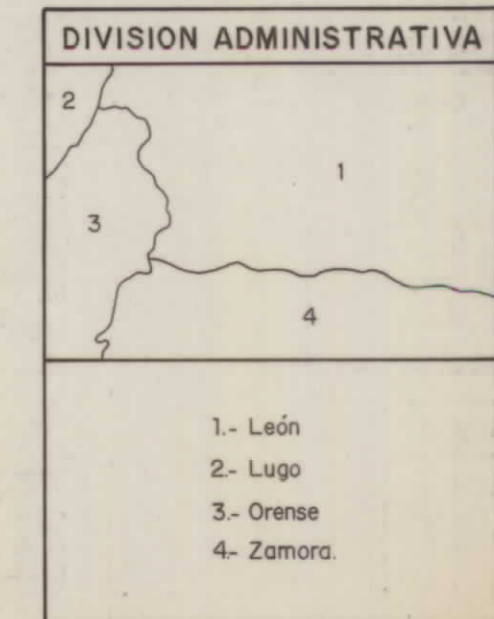 DIVISION ADMINISTRATIVA
2
1
3
4
1.- León
2.- Lugo
3.- Orense
4.- Zamora.